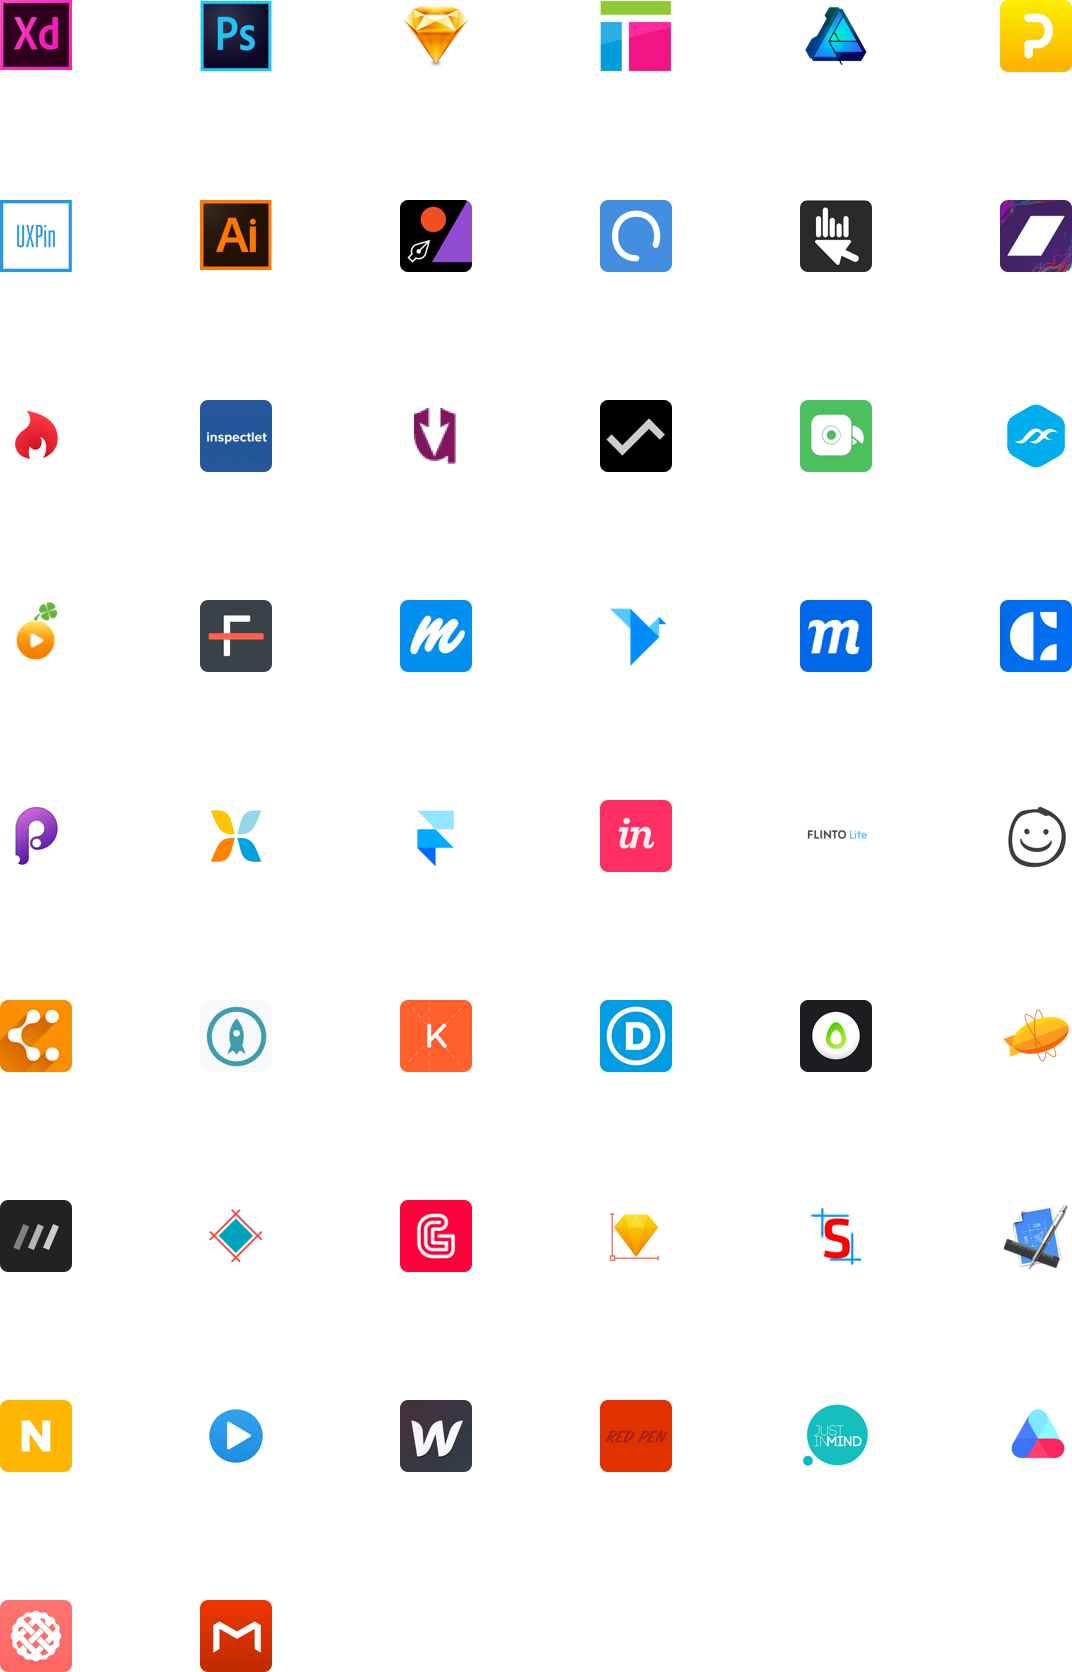 Xd
Ps
UXPin
Ai
inspectlet
m
m
in
FLINTO Lite
K
D
G
S
N
W
RED PEN
JUST
INMIND